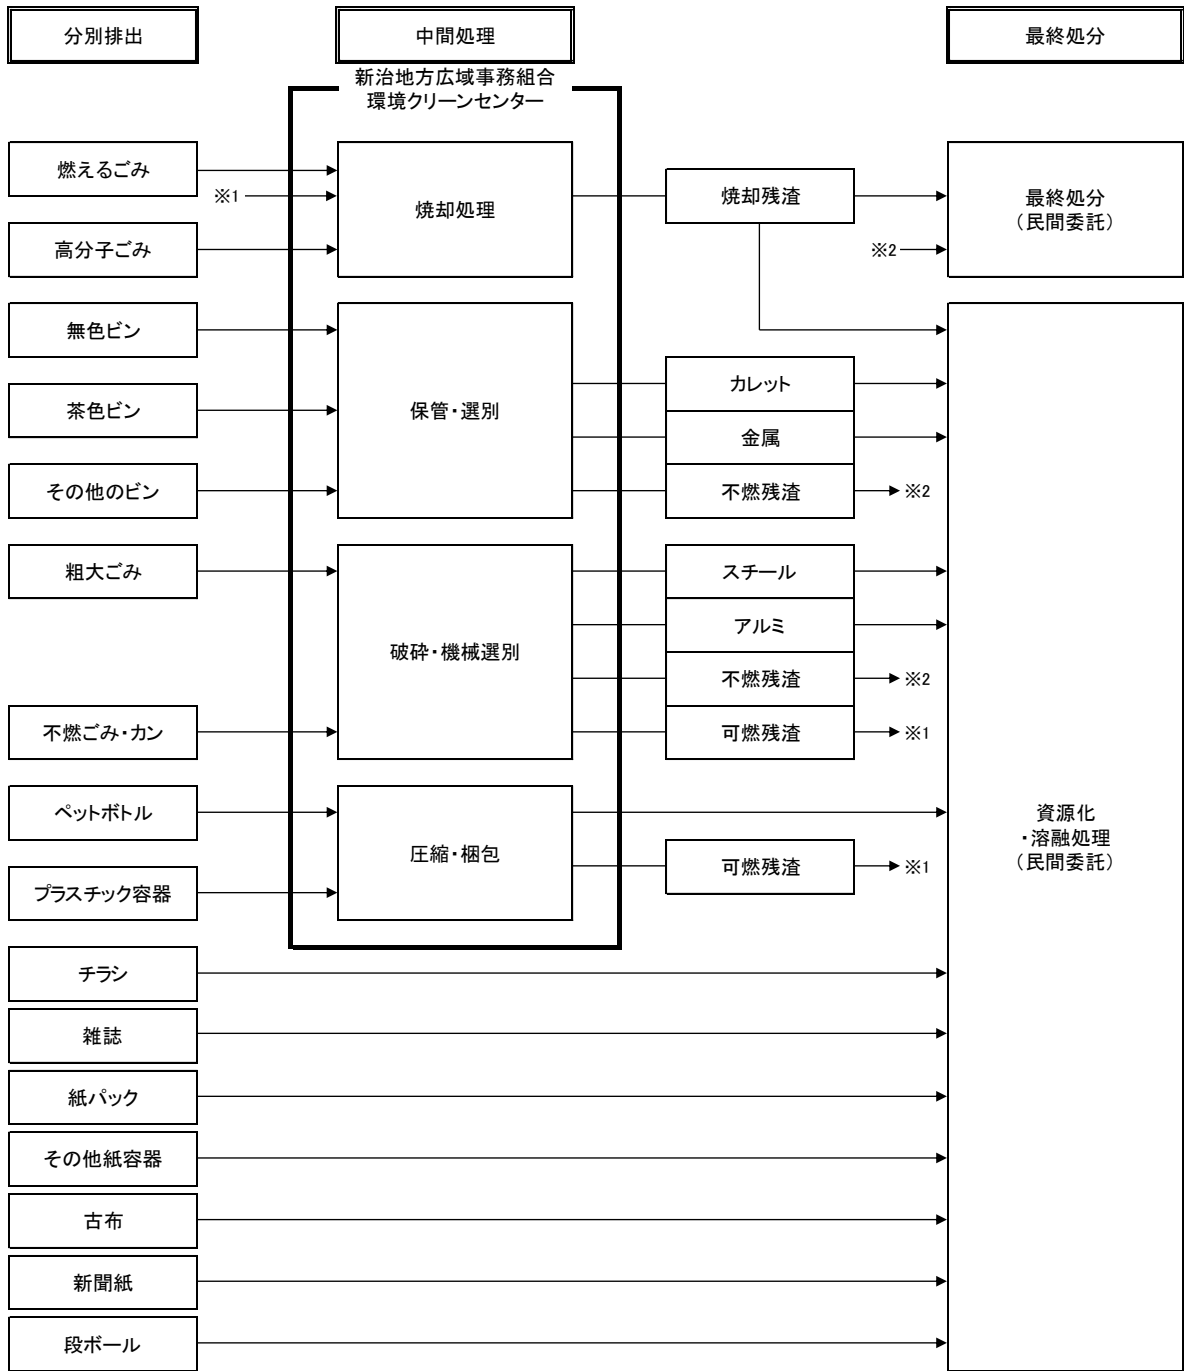 分別排出
中間処理
最終処分
新治地方広域事務組合
環境クリーンセンター
燃えるごみ
※1
高分子ごみ
焼却処理
焼却残渣
最終処分
（民間委託）
※2
無色ビン
茶色ビン
その他のビン
保管・選別
カレット
金属
不燃残渣
※2
粗大ごみ
不燃ごみ・カン
破砕・機械選別
スチール
アルミ
不燃残渣
※2
可燃残渣
※1
ペットボトル
プラスチック容器
圧縮・梱包
可燃残渣
※1
資源化
・溶融処理
（民間委託）
チラシ
雑誌
紙パック
その他紙容器
古布
新聞紙
段ボール